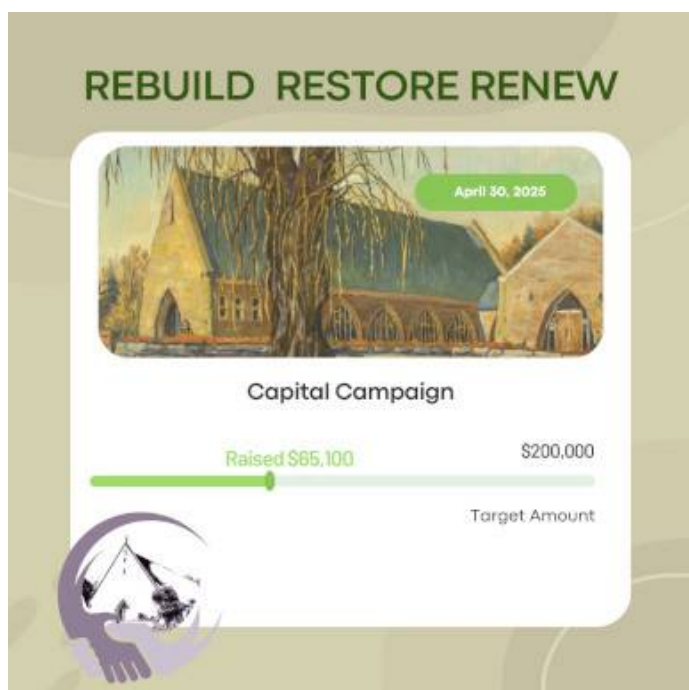 REBUILD RESTORE RENEW
April 30, 2025
Capital Campaign
Raised $65,100
$200,000
Target Amount